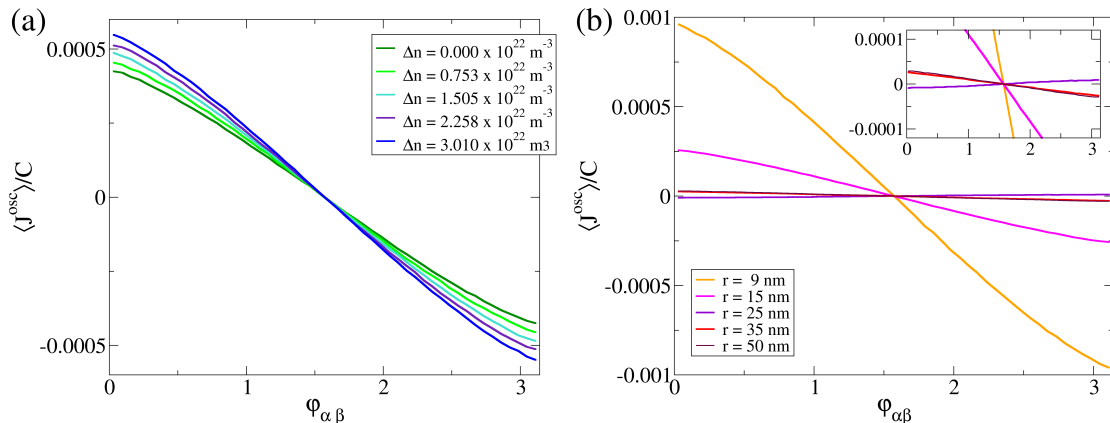 (a)
0.0005
0
-0.0005
⟨J^osc⟩/C
0 1 2 3
φ_α β
Δn = 0.000 x 10^22 m^-3
Δn = 0.753 x 10^22 m^-3
Δn = 1.505 x 10^22 m^-3
Δn = 2.258 x 10^22 m^-3
Δn = 3.010 x 10^22 m3
(b)
0.001
0.0005
0
-0.0005
-0.001
⟨J^osc⟩/C
0 1 2 3
φ_αβ
0.0001
0
-0.0001
0 1 2 3
r = 9 nm
r = 15 nm
r = 25 nm
r = 35 nm
r = 50 nm